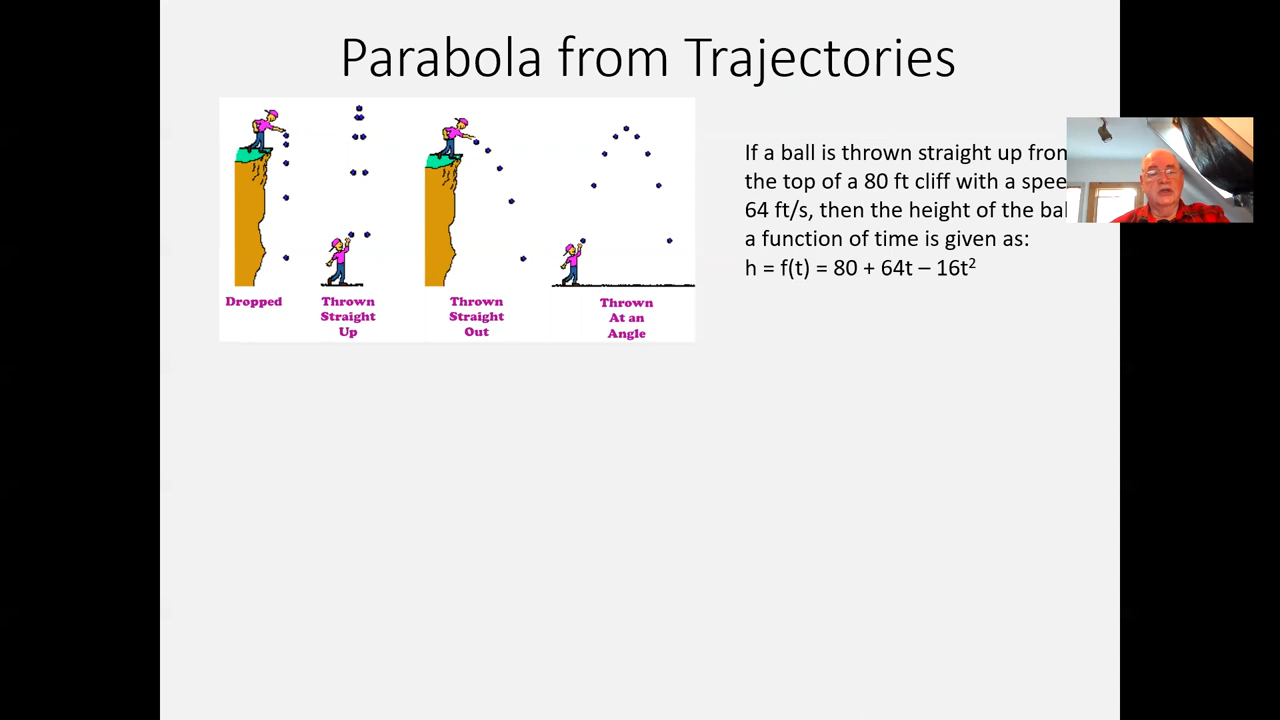 Parabola from Trajectories
Dropped
Thrown
Straight
Up
Thrown
Straight
Out
Thrown
At an
Angle
If a ball is thrown straight up from
the top of a 80 ft cliff with a spee
64 ft/s, then the height of the bal
a function of time is given as:
h = f(t) = 80 + 64t – 16t²